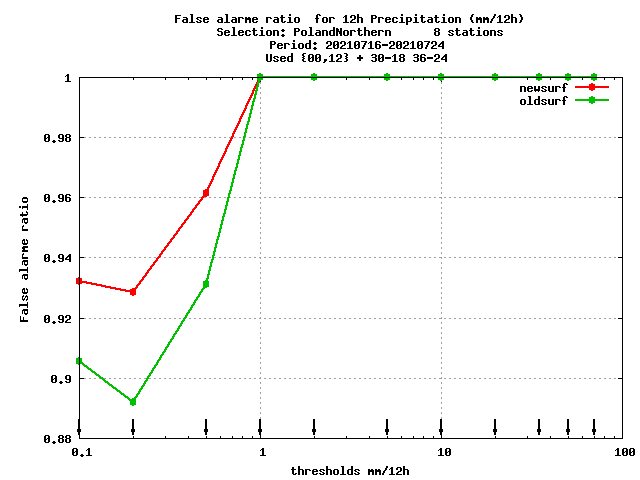 False alarme ratio  for 12h Precipitation (mm/12h)
Selection: PolandNorthern      8 stations
Period: 20210716-20210724
Used {00,12} + 30-18 36-24
newsurf
oldsurf
1
0.98
0.96
0.94
0.92
0.9
0.88
False alarme ratio
0.1 1 10 100
thresholds mm/12h